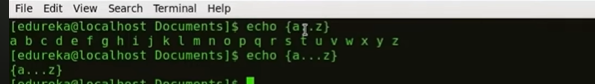 File Edit View Search Terminal Help
[edureka@localhost Documents]$ echo {a..z}
a b c d e f g h i j k l m n o p q r s t u v w x y z
[edureka@localhost Documents]$ echo {a...z}
{a...z}
[edureka@localhost Documents]$